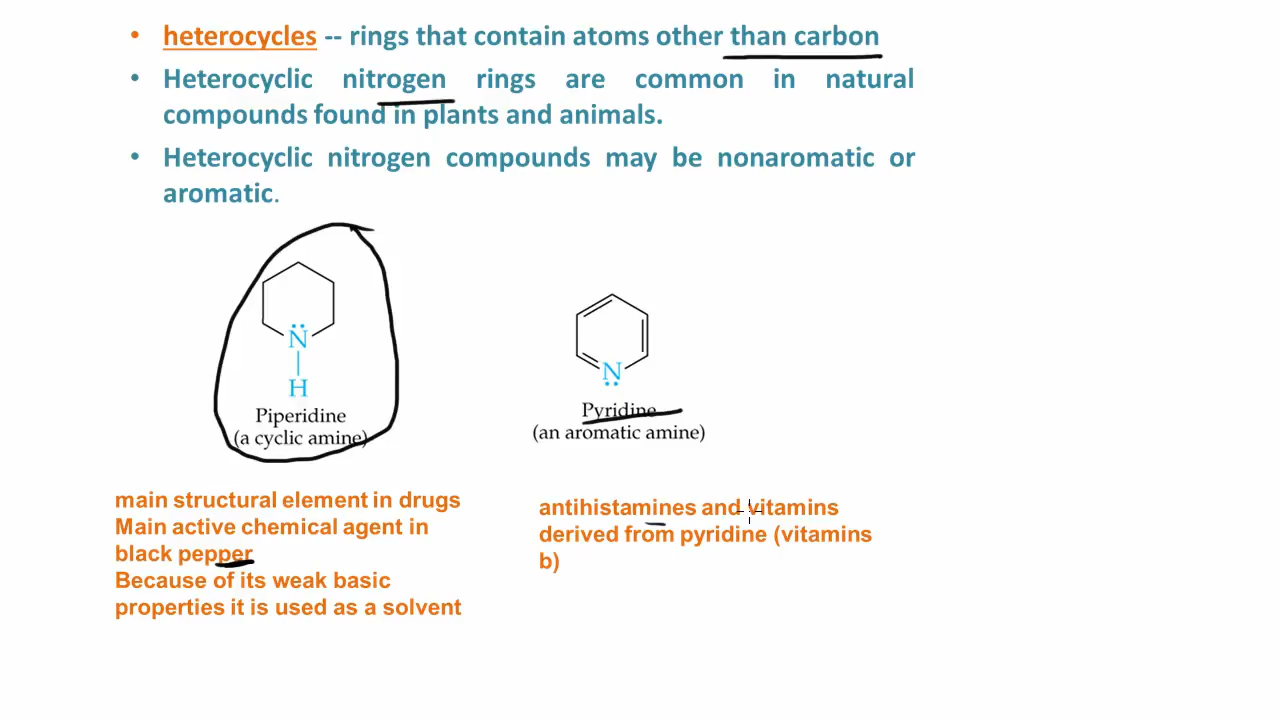 • heterocycles -- rings that contain atoms other than carbon
• Heterocyclic nitrogen rings are common in natural
compounds found in plants and animals.
• Heterocyclic nitrogen compounds may be nonaromatic or
aromatic.
N
H
Piperidine
(a cyclic amine)
N
Pyridine
(an aromatic amine)
main structural element in drugs
Main active chemical agent in
black pepper
Because of its weak basic
properties it is used as a solvent
antihistamines and vitamins
derived from pyridine (vitamins
b)